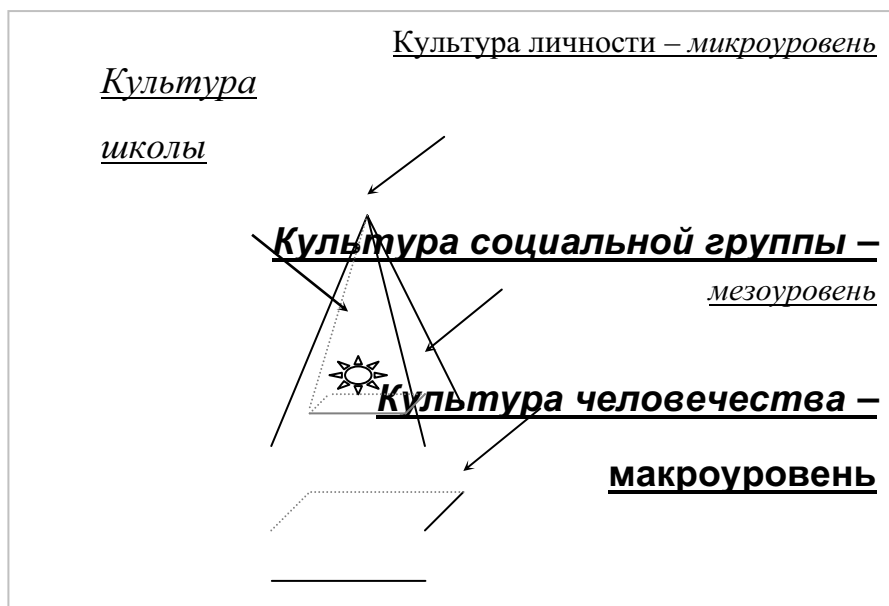 Культура личности – микроуровень
Культура
школы
Культура социальной группы –
мезоуровень
Культура человечества –
макроуровень